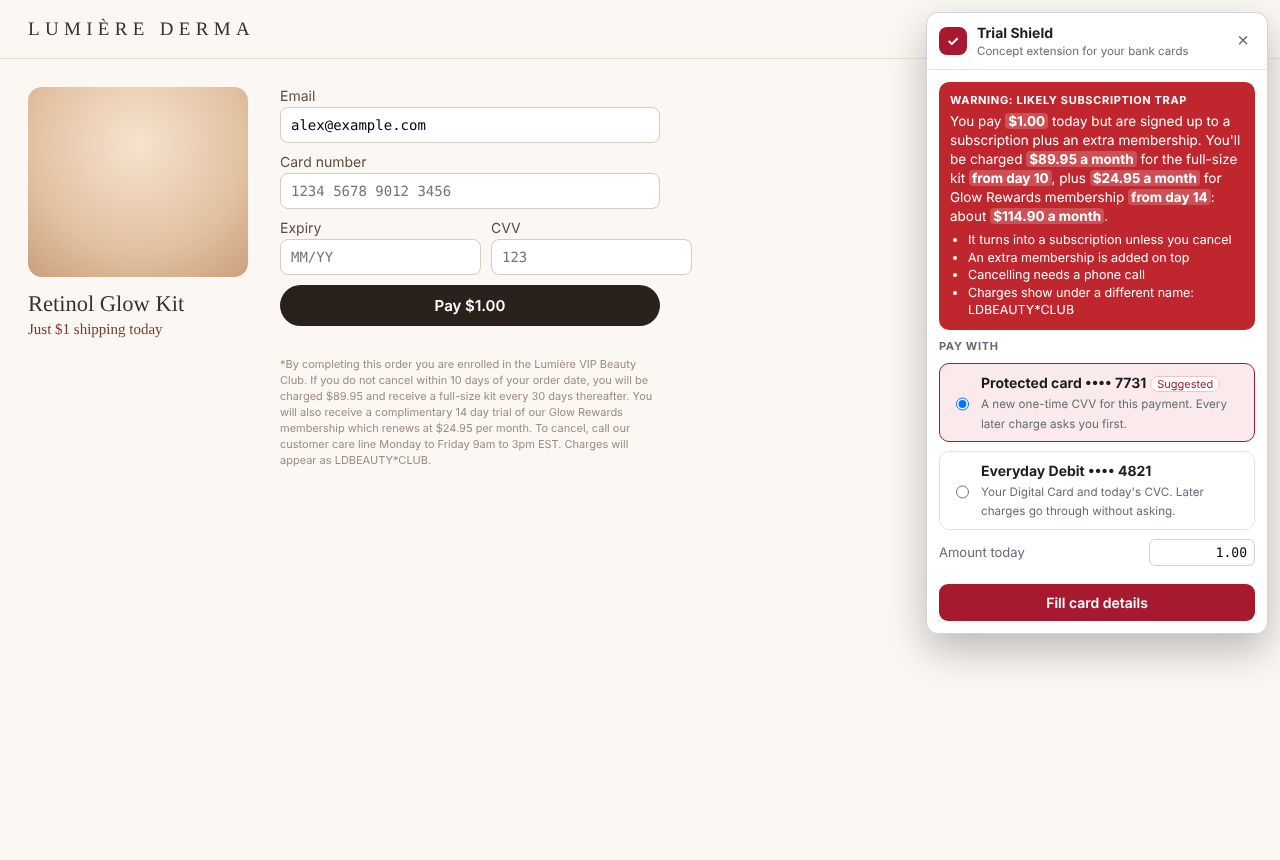 LUMIÈRE DERMA
Retinol Glow Kit
Just $1 shipping today
Email
alex@example.com
Card number
1234 5678 9012 3456
Expiry
CVV
MM/YY
123
Pay $1.00
*By completing this order you are enrolled in the Lumière VIP Beauty
Club. If you do not cancel within 10 days of your order date, you will be
charged $89.95 and receive a full-size kit every 30 days thereafter. You
will also receive a complimentary 14 day trial of our Glow Rewards
membership which renews at $24.95 per month. To cancel, call our
customer care line Monday to Friday 9am to 3pm EST. Charges will
appear as LDBEAUTY*CLUB.
Trial Shield
Concept extension for your bank cards
WARNING: LIKELY SUBSCRIPTION TRAP
You pay $1.00 today but are signed up to a
subscription plus an extra membership. You'll
be charged $89.95 a month for the full-size
kit from day 10, plus $24.95 a month for
Glow Rewards membership from day 14:
about $114.90 a month.
• It turns into a subscription unless you cancel
• An extra membership is added on top
• Cancelling needs a phone call
• Charges show under a different name:
LDBEAUTY*CLUB
PAY WITH
Protected card •••• 7731 Suggested
A new one-time CVV for this payment. Every
later charge asks you first.
Everyday Debit •••• 4821
Your Digital Card and today's CVC. Later
charges go through without asking.
Amount today
1.00
Fill card details